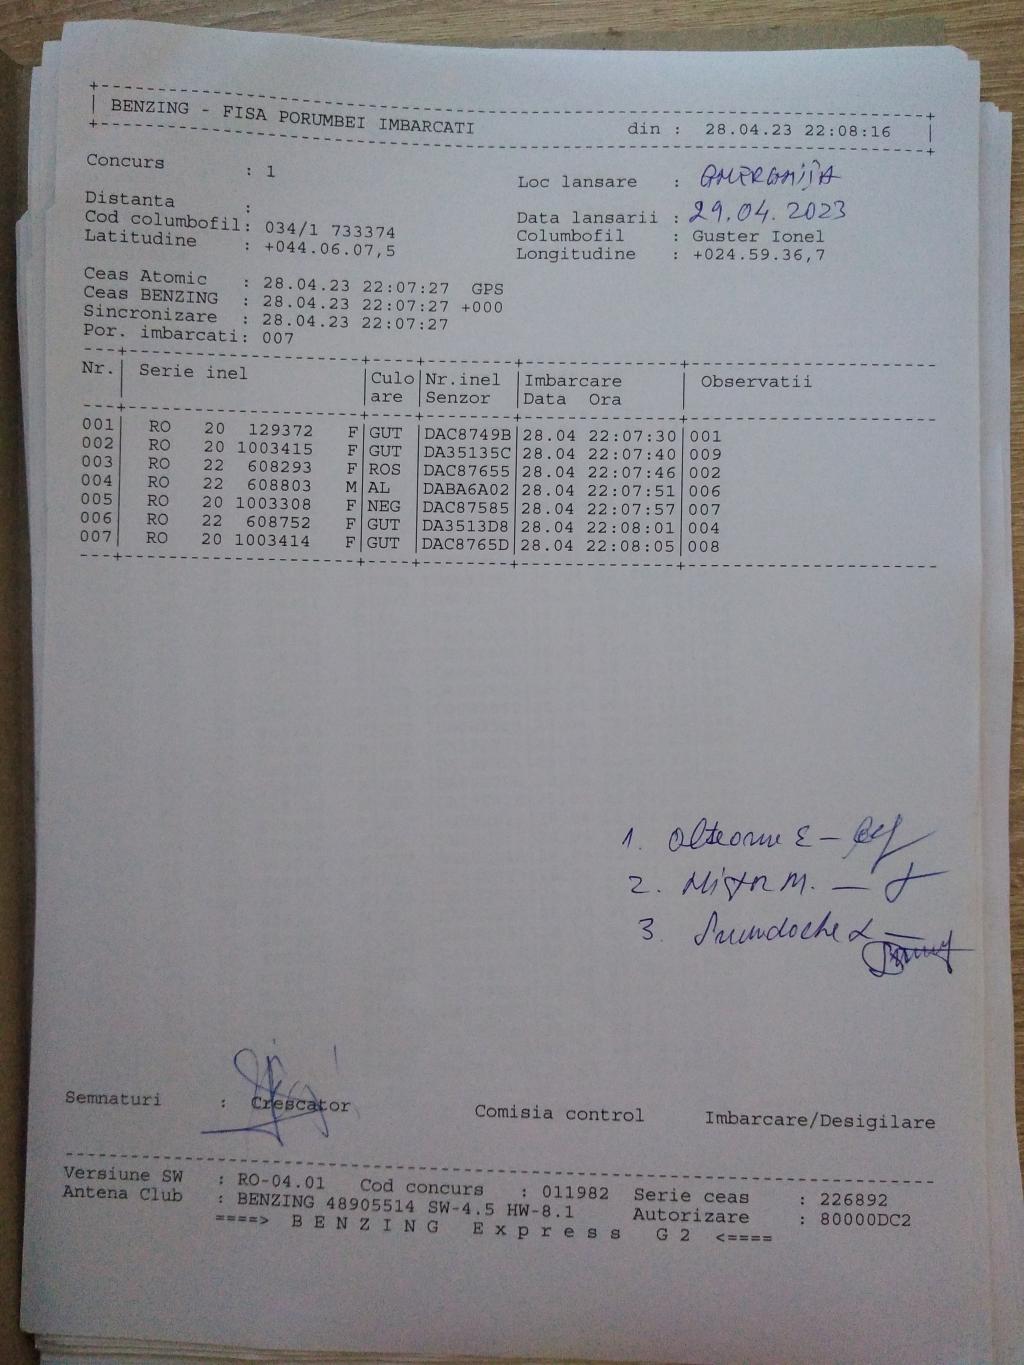 BENZING - FISA PORUMBEI IMBARCATI din : 28.04.23 22:08:16
Concurs : 1
Loc lansare : GHERGHIȚA
Distanta :
Data lansarii : 29.04.2023
Cod columbofil: 034/1 733374
Columbofil : Guster Ionel
Latitudine : +044.06.07,5
Longitudine : +024.59.36,7
Ceas Atomic : 28.04.23 22:07:27 GPS
Ceas BENZING : 28.04.23 22:07:27 +000
Sincronizare : 28.04.23 22:07:27
Por. imbarcati: 007
Nr. Serie inel Culo Nr.inel Imbarcare Observatii
are Senzor Data Ora
001 RO 20 129372 F GUT DAC8749B 28.04 22:07:30 001
002 RO 20 1003415 F GUT DA35135C 28.04 22:07:40 009
003 RO 22 608293 F ROS DAC87655 28.04 22:07:46 002
004 RO 22 608803 M AL DABA6A02 28.04 22:07:51 006
005 RO 20 1003308 F NEG DAC87585 28.04 22:07:57 007
006 RO 22 608752 F GUT DA3513D8 28.04 22:08:01 004
007 RO 20 1003414 F GUT DAC8765D 28.04 22:08:05 008
1. E -
2. M. -
3.
Semnaturi : Crescator Comisia control Imbarcare/Desigilare
Versiune SW : RO-04.01 Cod concurs : 011982 Serie ceas : 226892
Antena Club : BENZING 48905514 SW-4.5 HW-8.1 Autorizare : 80000DC2
====> B E N Z I N G E x p r e s s G 2 <====